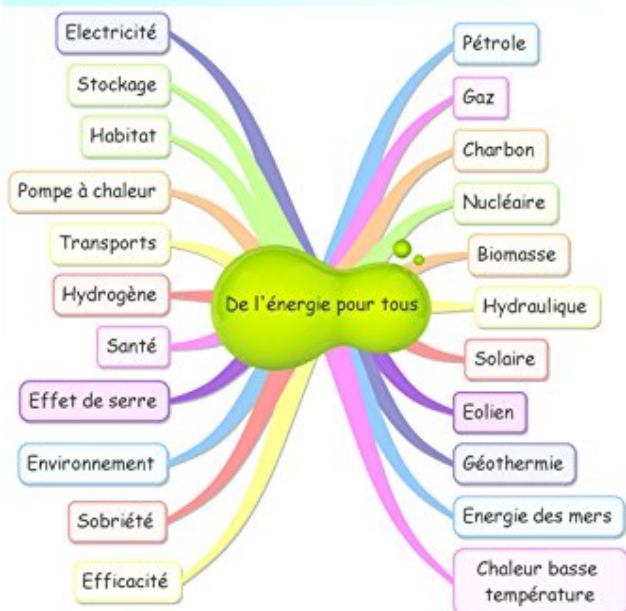 Electricité
Stockage
Habitat
Pompe à chaleur
Transports
Hydrogène
Santé
Effet de serre
Environnement
Sobriété
Efficacité
De l'énergie pour tous
Pétrole
Gaz
Charbon
Nucléaire
Biomasse
Hydraulique
Solaire
Eolien
Géothermie
Energie des mers
Chaleur basse
température